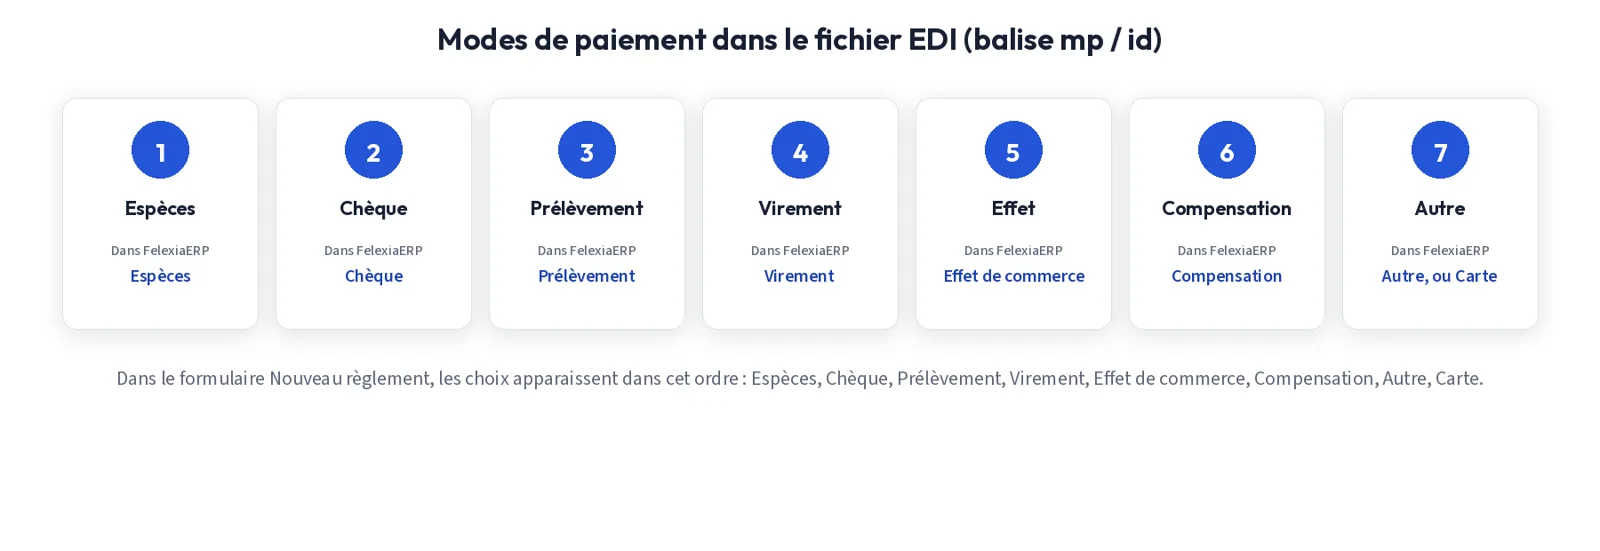 Modes de paiement dans le fichier EDI (balise mp / id)
1
Espèces
Dans FelexiaERP
Espèces
2
Chèque
Dans FelexiaERP
Chèque
3
Prélèvement
Dans FelexiaERP
Prélèvement
4
Virement
Dans FelexiaERP
Virement
5
Effet
Dans FelexiaERP
Effet de commerce
6
Compensation
Dans FelexiaERP
Compensation
7
Autre
Dans FelexiaERP
Autre, ou Carte
Dans le formulaire Nouveau règlement, les choix apparaissent dans cet ordre : Espèces, Chèque, Prélèvement, Virement, Effet de commerce, Compensation, Autre, Carte.